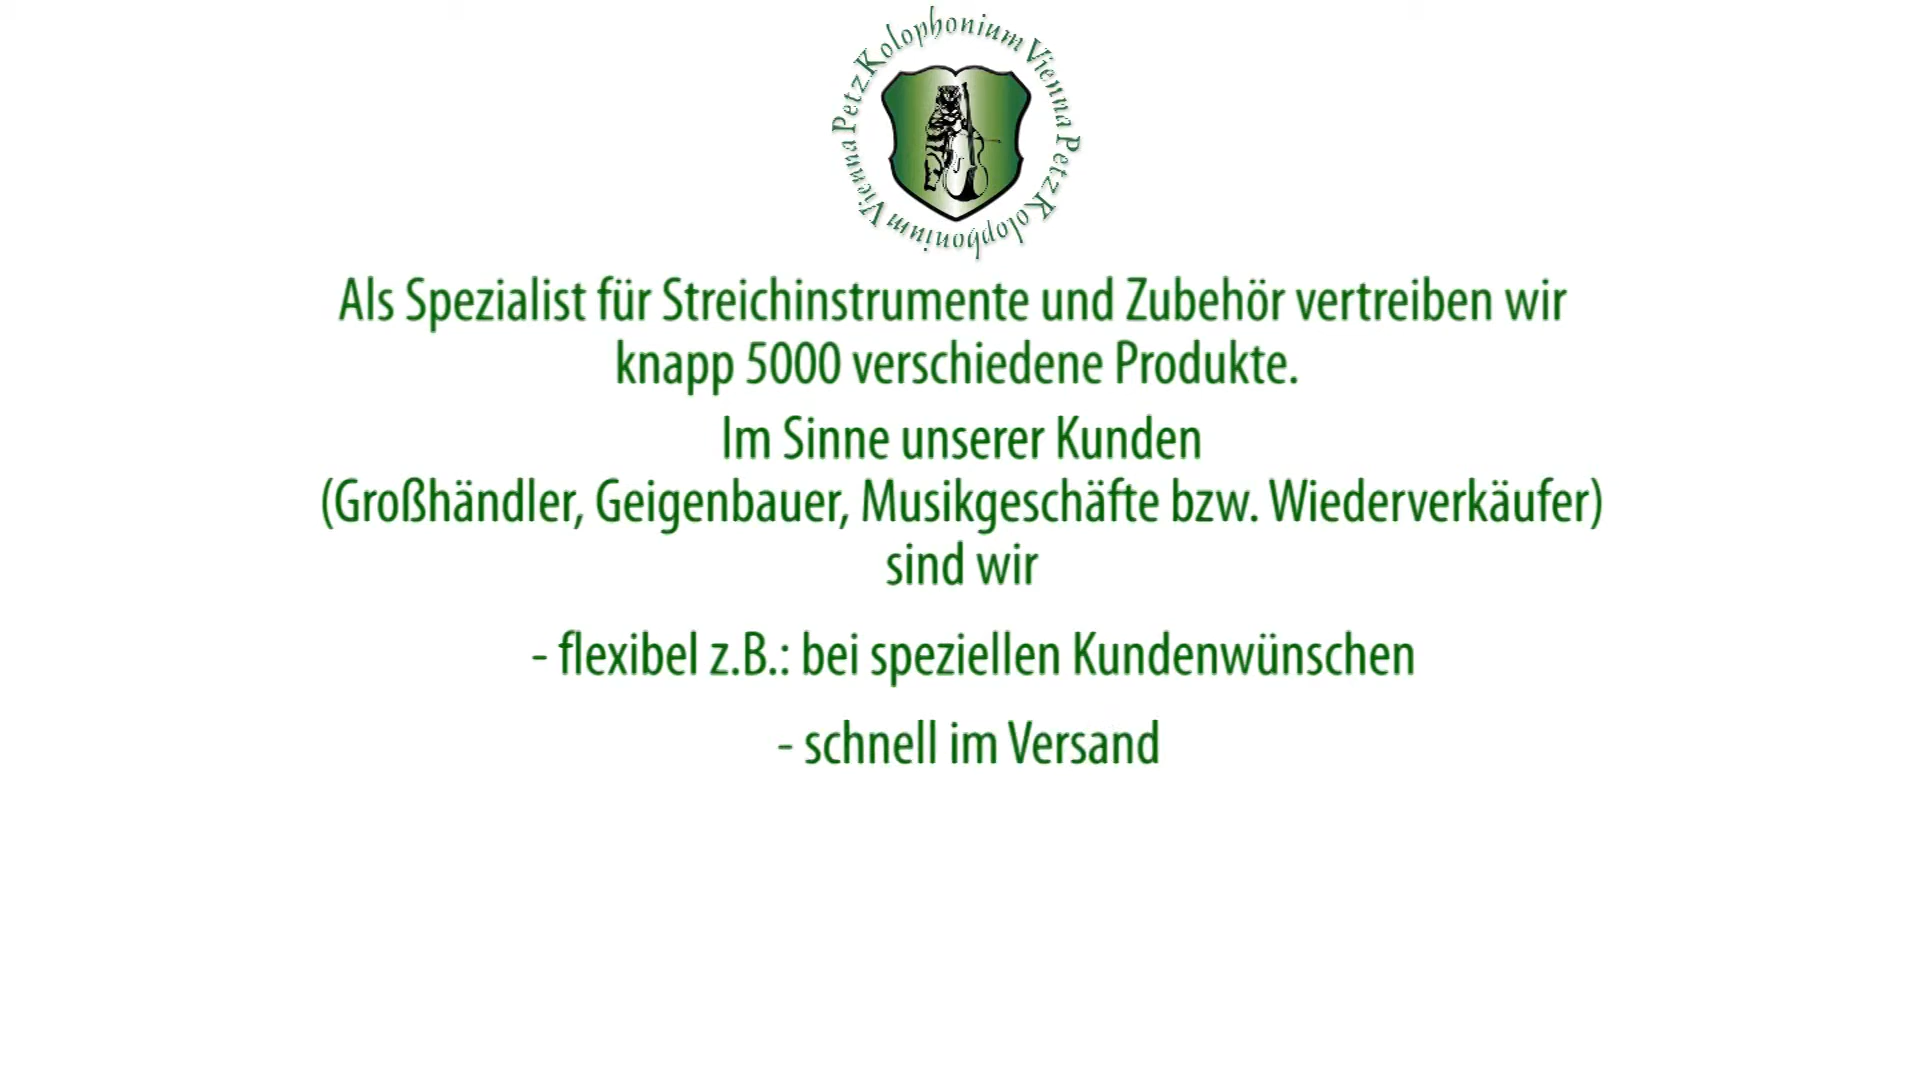 Petz Kolophonium Vienna Petz Kolophonium Vienna
Als Spezialist für Streichinstrumente und Zubehör vertreiben wir
knapp 5000 verschiedene Produkte.
Im Sinne unserer Kunden
(Großhändler, Geigenbauer, Musikgeschäfte bzw. Wiederverkäufer)
sind wir
- flexibel z.B.: bei speziellen Kundenwünschen
- schnell im Versand